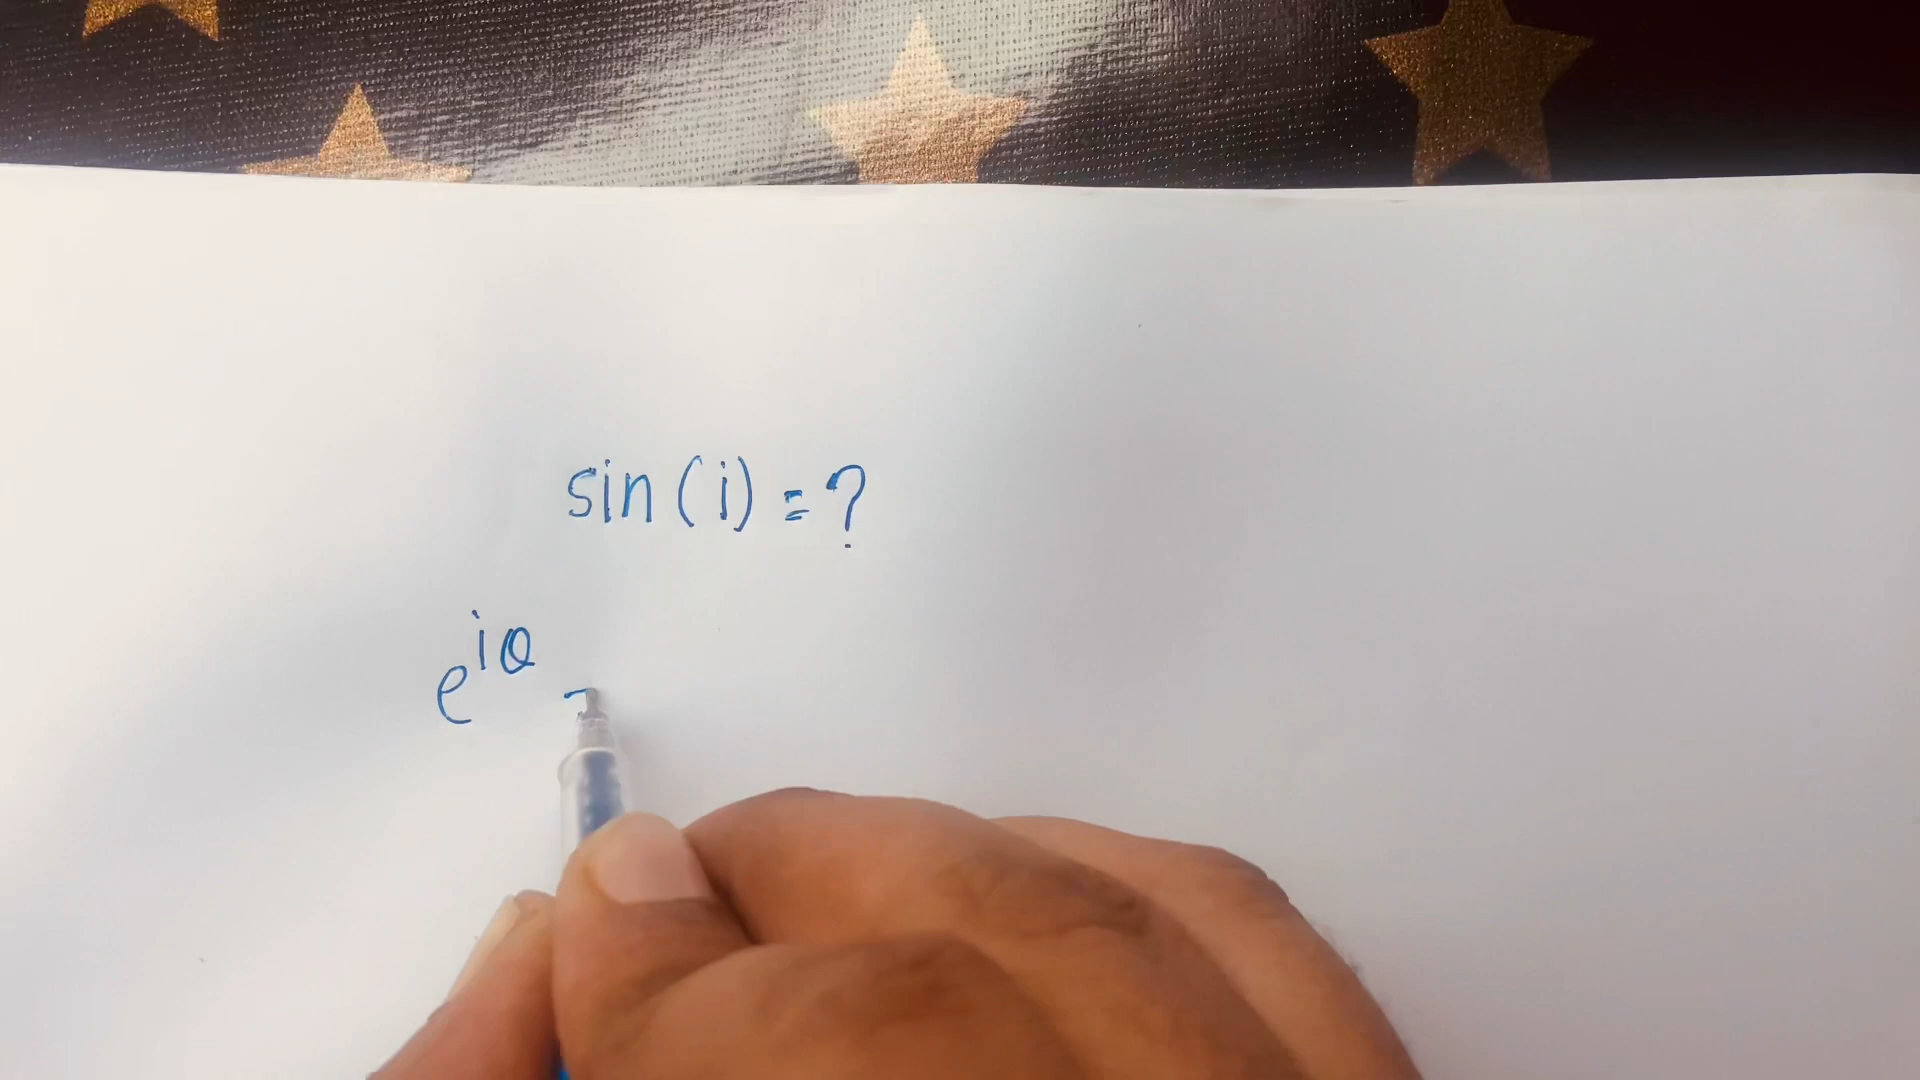 sin(i) = ?
e^{iθ} =